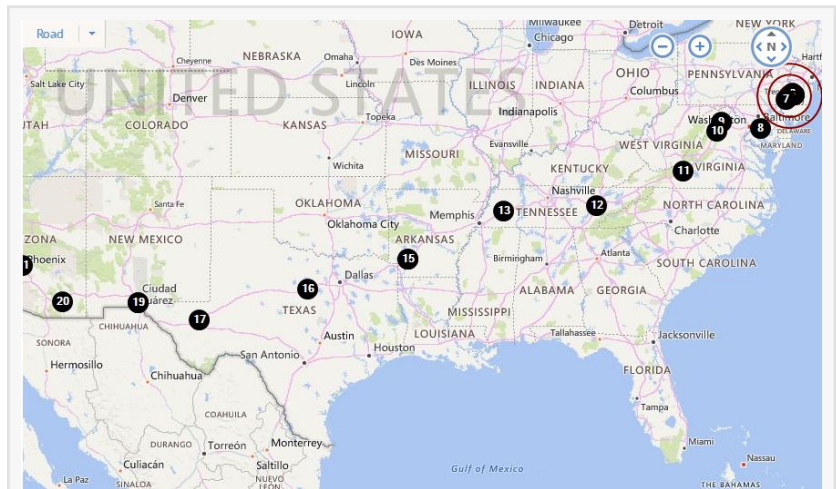 Road
Milwaukee
Detroit
NEW YORK
IOWA
Chicago
N
Cheyenne
NEBRASKA
Omaha
Des Moines
Hartf
Salt Lake City
Lincoln
ILLINOIS
INDIANA
OHIO
PENNSYLVANIA
UNITED STATES
Denver
Columbus
7
UTAH
COLORADO
KANSAS
Topeka
Indianapolis
9
10
8
Baltimore
DELAWARE
MARYLAND
MISSOURI
Evansville
WEST VIRGINIA
Wichita
KENTUCKY
11
VIRGINIA
Nashville
Santa Fe
OKLAHOMA
Memphis
13
TENNESSEE
12
NORTH CAROLINA
Oklahoma City
Charlotte
ZONA
NEW MEXICO
ARKANSAS
15
Phoenix
Birmingham
Atlanta
SOUTH CAROLINA
Dallas
20
19
Ciudad
Juárez
16
ALABAMA
GEORGIA
TEXAS
MISSISSIPPI
17
CHIHUAHUA
LOUISIANA
Tallahassee
Jacksonville
SONORA
Austin
Houston
San Antonio
Hermosillo
Chihuahua
FLORIDA
Tampa
COAHUILA
DURANGO
Torreón
Monterrey
Miami
Culiacán
Saltillo
Gulf of Mexico
Nassau
La Paz
SINALOA
NUEVO
LEÓN
THE BAHAMAS